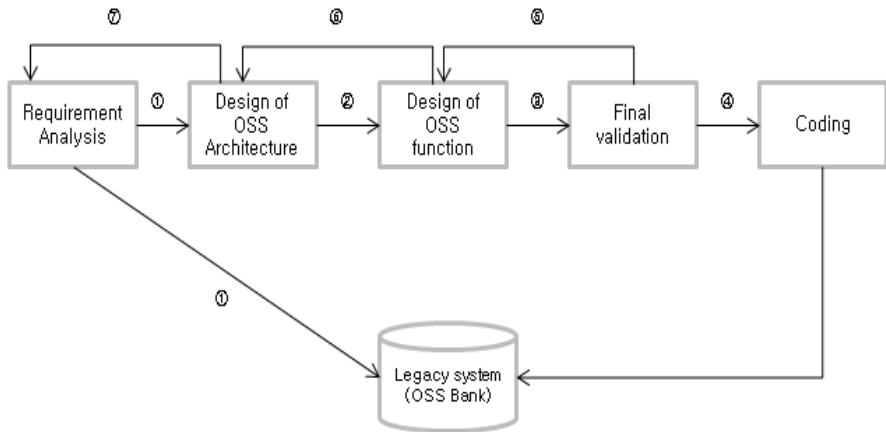 ⑦
⑥
⑤
Requirement
Analysis
①
Design of
OSS
Architecture
②
Design of
OSS
function
③
Final
validation
④
Coding
①
Legacy system
(OSS Bank)